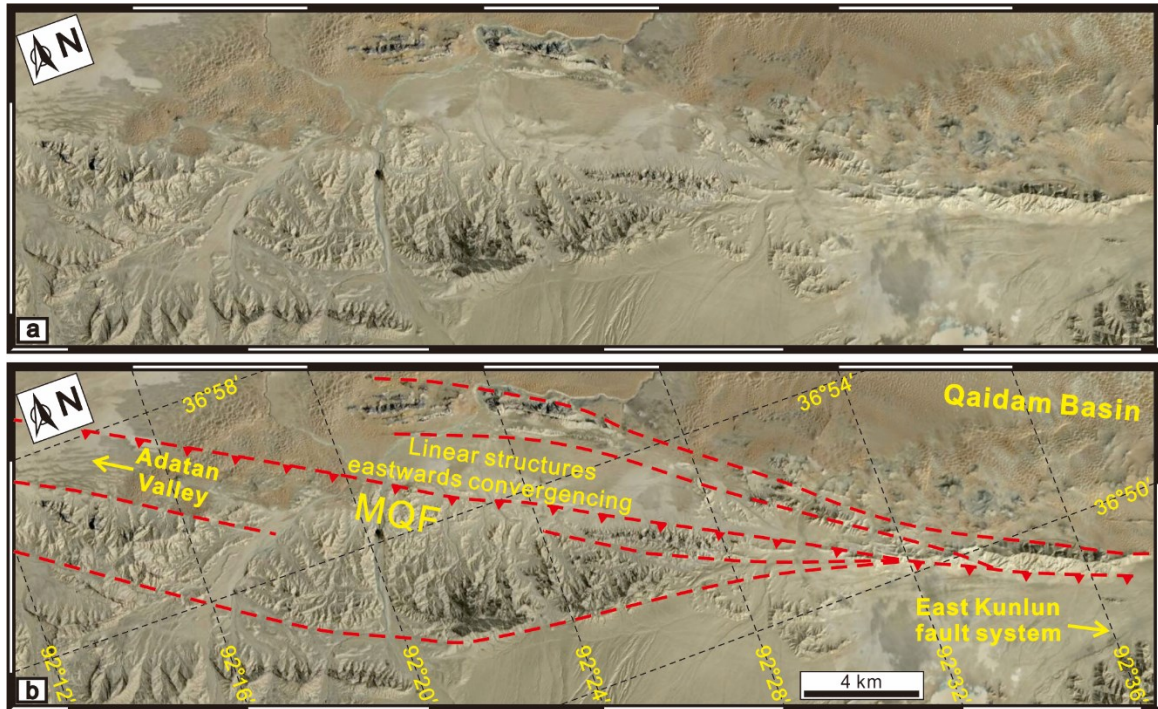 N
a
N
36°58'
36°54'
Qaidam Basin
Linear structures
eastwards convergencing
Adatan
Valley
MQF
36°50'
East Kunlun
fault system
92°12'
92°16'
92°20'
92°24'
92°28'
92°32'
92°36'
4 km
b